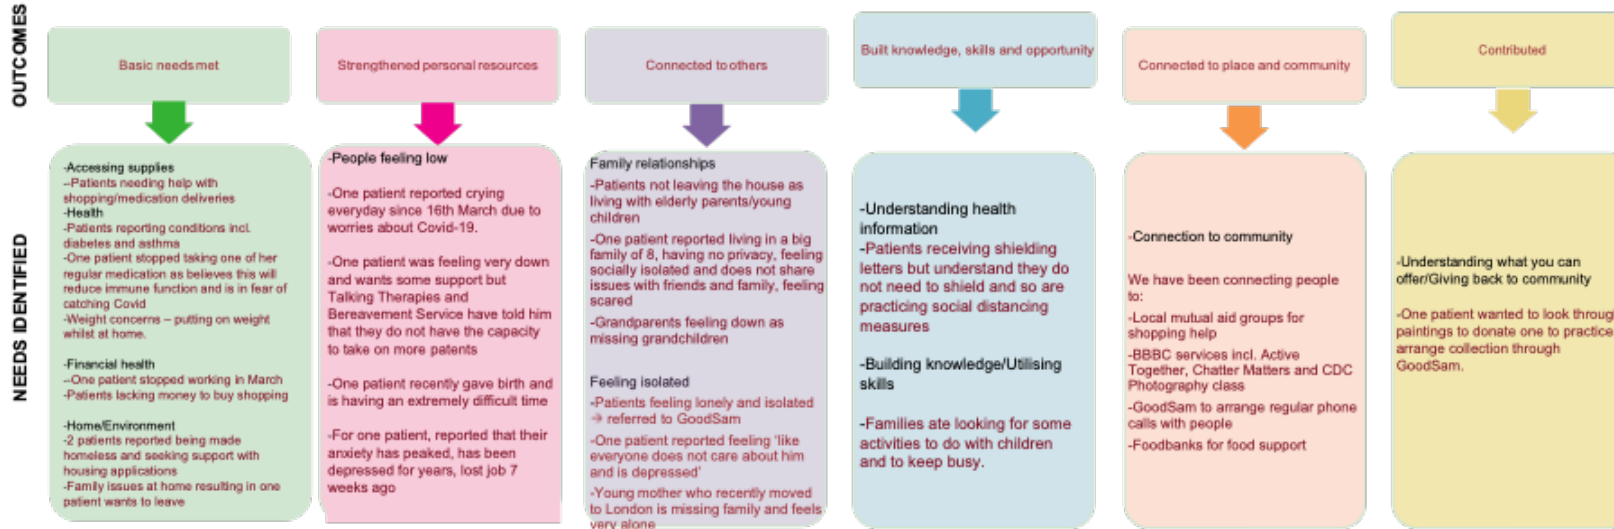 OUTCOMES
Basic needs met
Strengthened personal resources
Connected to others
Built knowledge, skills and opportunity
Connected to place and community
Contributed
NEEDS IDENTIFIED
-Accessing supplies
--Patients needing help with
shopping/medication deliveries
-Health
-Patients reporting conditions incl.
diabetes and asthma
-One patient stopped taking one of her
regular medication as believes this will
reduce immune function and is in fear of
catching Covid
-Weight concerns – putting on weight
whilst at home.
-Financial health
--One patient stopped working in March
-Patients lacking money to buy shopping
-Home/Environment
-2 patients reported being made
homeless and seeking support with
housing applications
-Family issues at home resulting in one
patient wants to leave
-People feeling low
-One patient reported crying
everyday since 16th March due to
worries about Covid-19.
-One patient was feeling very down
and wants some support but
Talking Therapies and
Bereavement Service have told him
that they do not have the capacity
to take on more patents
-One patient recently gave birth and
is having an extremely difficult time
-For one patient, reported that their
anxiety has peaked, has been
depressed for years, lost job 7
weeks ago
Family relationships
-Patients not leaving the house as
living with elderly parents/young
children
-One patient reported living in a big
family of 8, having no privacy, feeling
socially isolated and does not share
issues with friends and family, feeling
scared
-Grandparents feeling down as
missing grandchildren
Feeling isolated
-Patients feeling lonely and isolated
→ referred to GoodSam
-One patient reported feeling 'like
everyone does not care about him
and is depressed'
-Young mother who recently moved
to London is missing family and feels
very alone
-Understanding health
information
-Patients receiving shielding
letters but understand they do
not need to shield and so are
practicing social distancing
measures
-Building knowledge/Utilising
skills
-Families ate looking for some
activities to do with children
and to keep busy.
-Connection to community
We have been connecting people
to:
-Local mutual aid groups for
shopping help
-BBBC services incl. Active
Together, Chatter Matters and CDC
Photography class
-GoodSam to arrange regular phone
calls with people
-Foodbanks for food support
-Understanding what you can
offer/Giving back to community
-One patient wanted to look through
paintings to donate one to practice
arrange collection through
GoodSam.